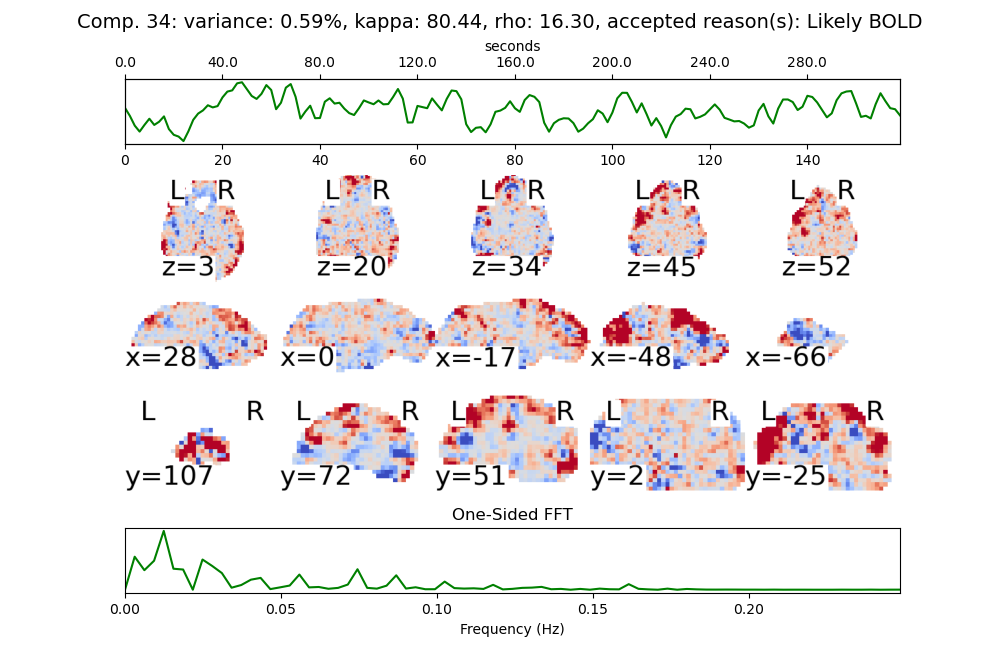 Comp. 34: variance: 0.59%, kappa: 80.44, rho: 16.30, accepted reason(s): Likely BOLD
seconds
0.0 40.0 80.0 120.0 160.0 200.0 240.0 280.0
0 20 40 60 80 100 120 140
L R L R L R L R L R
z=3 z=20 z=34 z=45 z=52
x=28 x=0 x=-17 x=-48 x=-66
L R L R L R L R L R
y=107 y=72 y=51 y=2 y=-25
One-Sided FFT
0.00 0.05 0.10 0.15 0.20
Frequency (Hz)